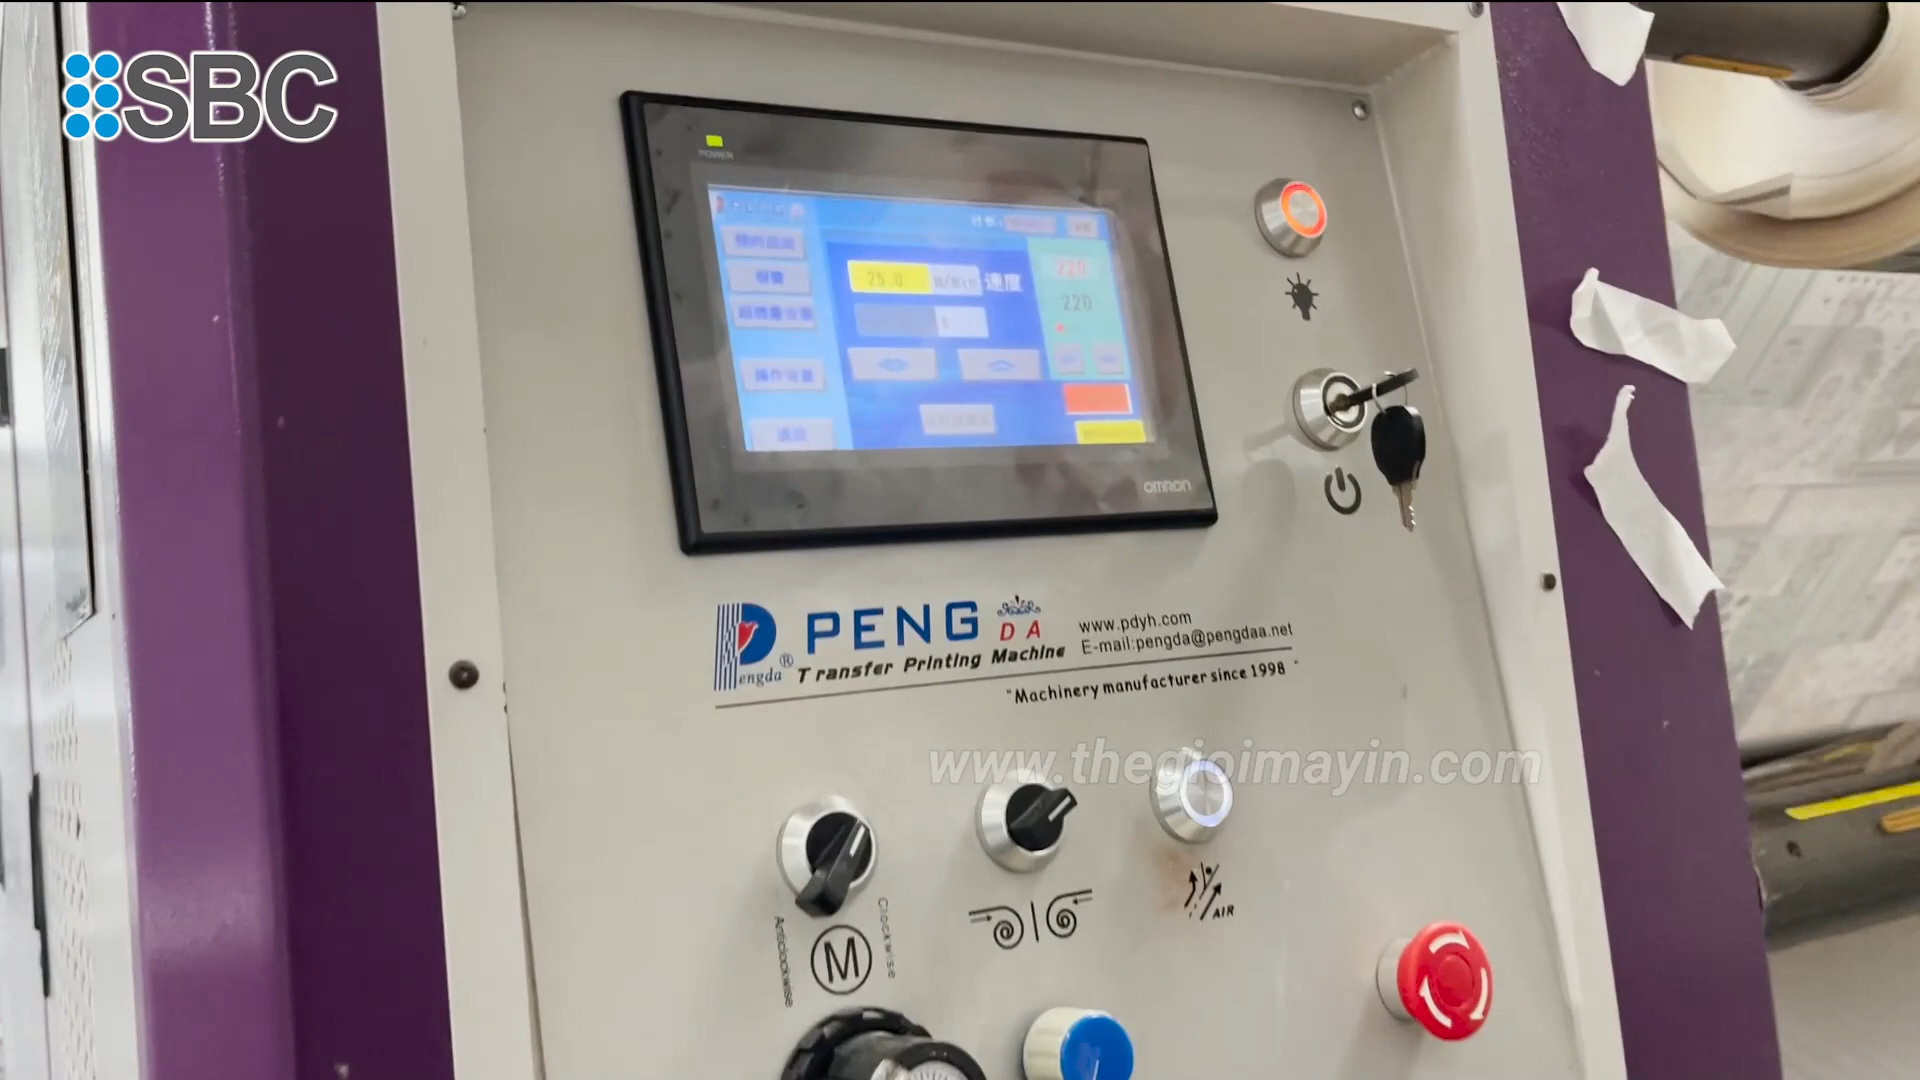 SBC
POWER
25.0 m/min 速度
220
220
OMRON
PENG DA
engda ® Transfer Printing Machine
www.pdyh.com
E-mail:pengda@pengdaa.net
"Machinery manufacturer since 1998"
www.thegioimayin.com
Anticlockwise
M
Clockwise
AIR